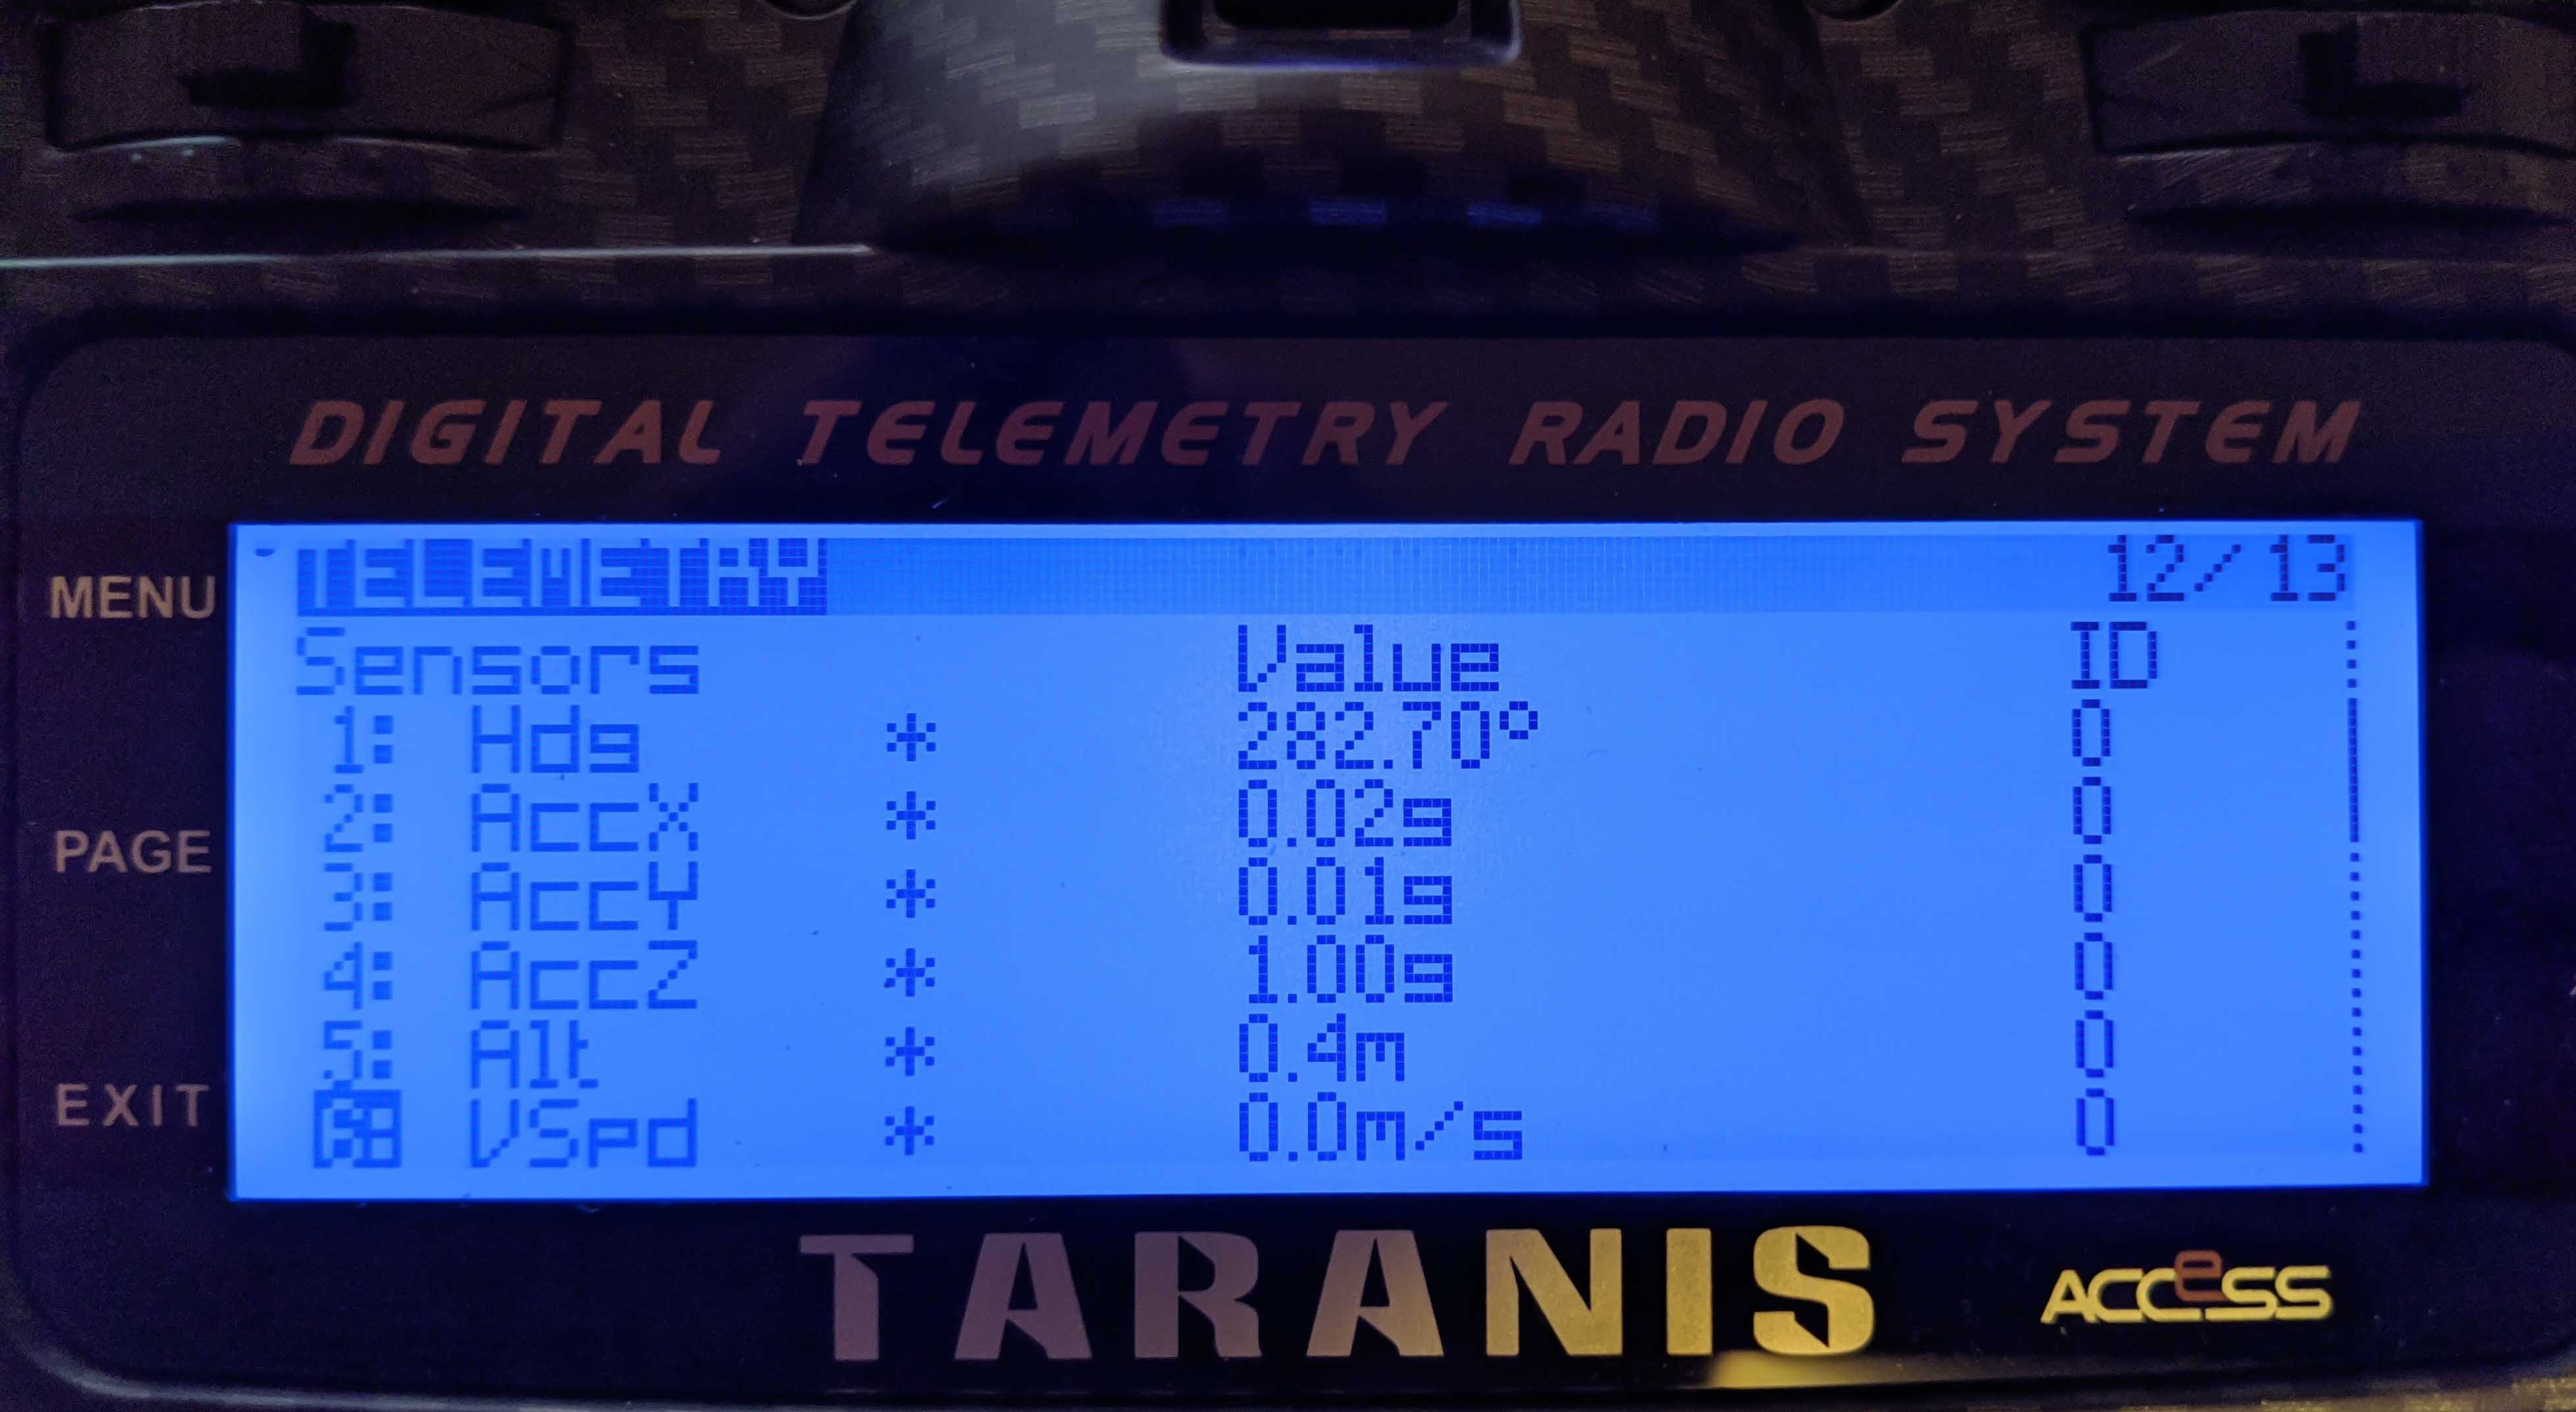 DIGITAL TELEMETRY RADIO SYSTEM
MENU
PAGE
EXIT
TELEMETRY 12/13
Sensors Value ID
1: Hdg * 282.70° 0
2: AccX * 0.02g 0
3: AccY * 0.01g 0
4: AccZ * 1.00g 0
5: Alt * 0.4m 0
6: VSpd * 0.0m/s 0
TARANIS
ACCeSS